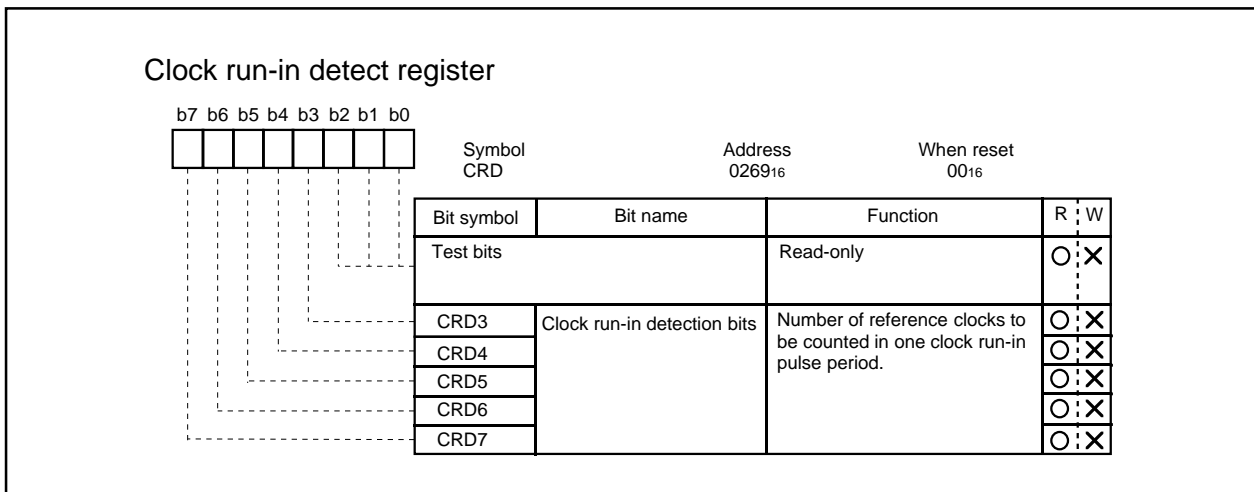 Clock run-in detect register
b7 b6 b5 b4 b3 b2 b1 b0
Symbol Address When reset
CRD 026916 0016
Bit symbol Bit name Function R W
Test bits Read-only O X
CRD3 Clock run-in detection bits Number of reference clocks to O X
be counted in one clock run-in
CRD4 O X
pulse period.
CRD5 O X
CRD6 O X
CRD7 O X